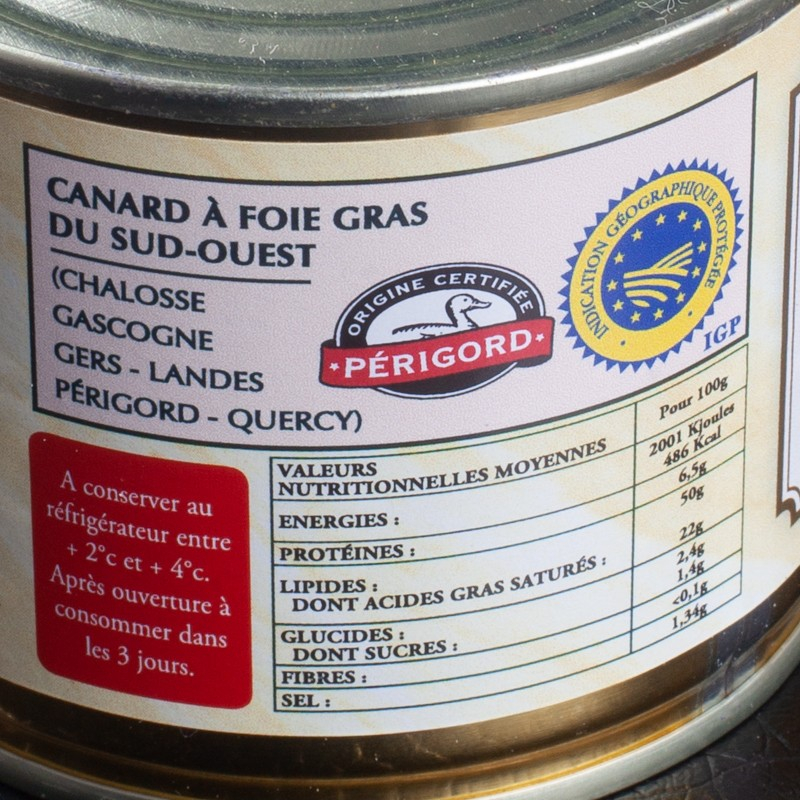 CANARD À FOIE GRAS
DU SUD-OUEST
(CHALOSSE
GASCOGNE
GERS - LANDES
PÉRIGORD - QUERCY)
ORIGINE CERTIFIÉE
PÉRIGORD
INDICATION GÉOGRAPHIQUE PROTÉGÉE
IGP
A conserver au
réfrigérateur entre
+ 2°c et + 4°c.
Après ouverture à
consommer dans
les 3 jours.
VALEURS
NUTRITIONNELLES MOYENNES
Pour 100g
ENERGIES :
2001 Kjoules
486 Kcal
PROTÉINES :
6,5g
LIPIDES :
50g
DONT ACIDES GRAS SATURÉS :
22g
GLUCIDES :
2,4g
DONT SUCRES :
1,4g
FIBRES :
<0,1g
SEL :
1,34g